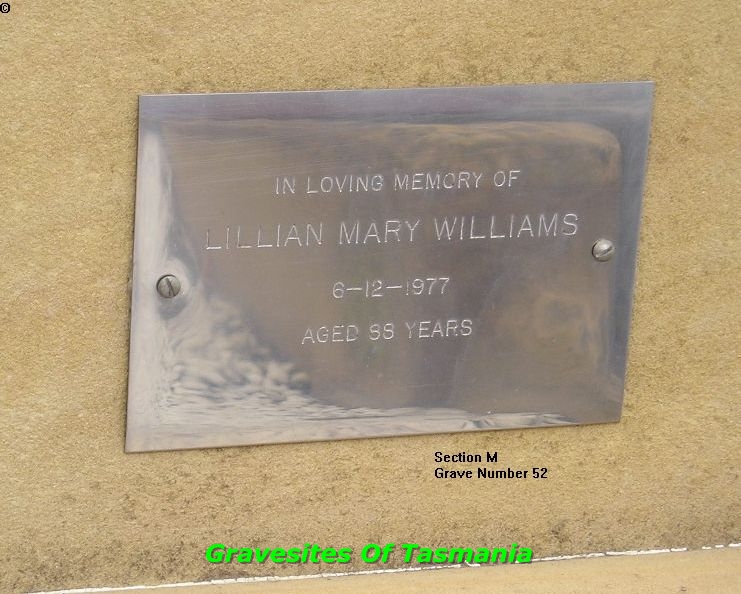 ©
IN LOVING MEMORY OF
LILLIAN MARY WILLIAMS
6-12-1977
AGED 88 YEARS
Section M
Grave Number 52
Gravesites Of Tasmania